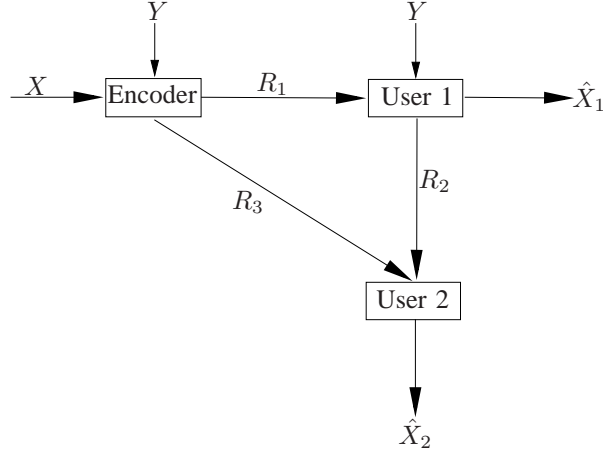 Y Y
X Encoder R₁ User 1 X̂₁
R₃ R₂
User 2
X̂₂